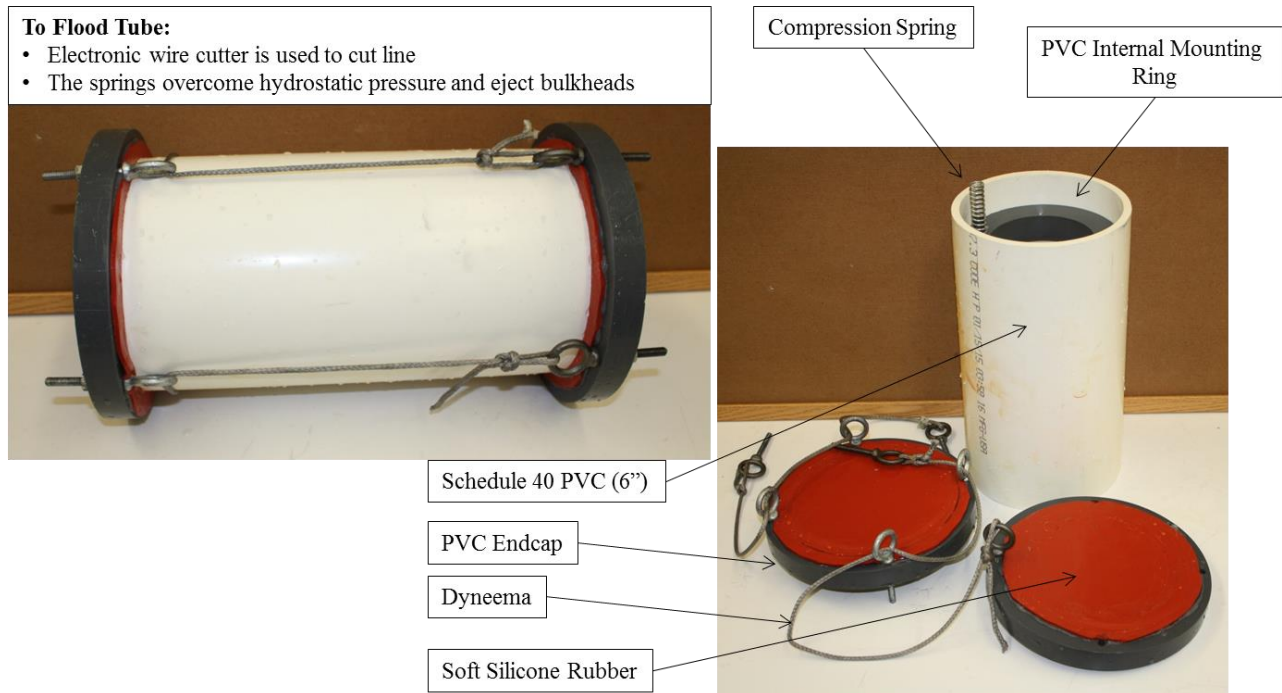 To Flood Tube:
• Electronic wire cutter is used to cut line
• The springs overcome hydrostatic pressure and eject bulkheads
Compression Spring
PVC Internal Mounting
Ring
Schedule 40 PVC (6”)
PVC Endcap
Dyneema
Soft Silicone Rubber